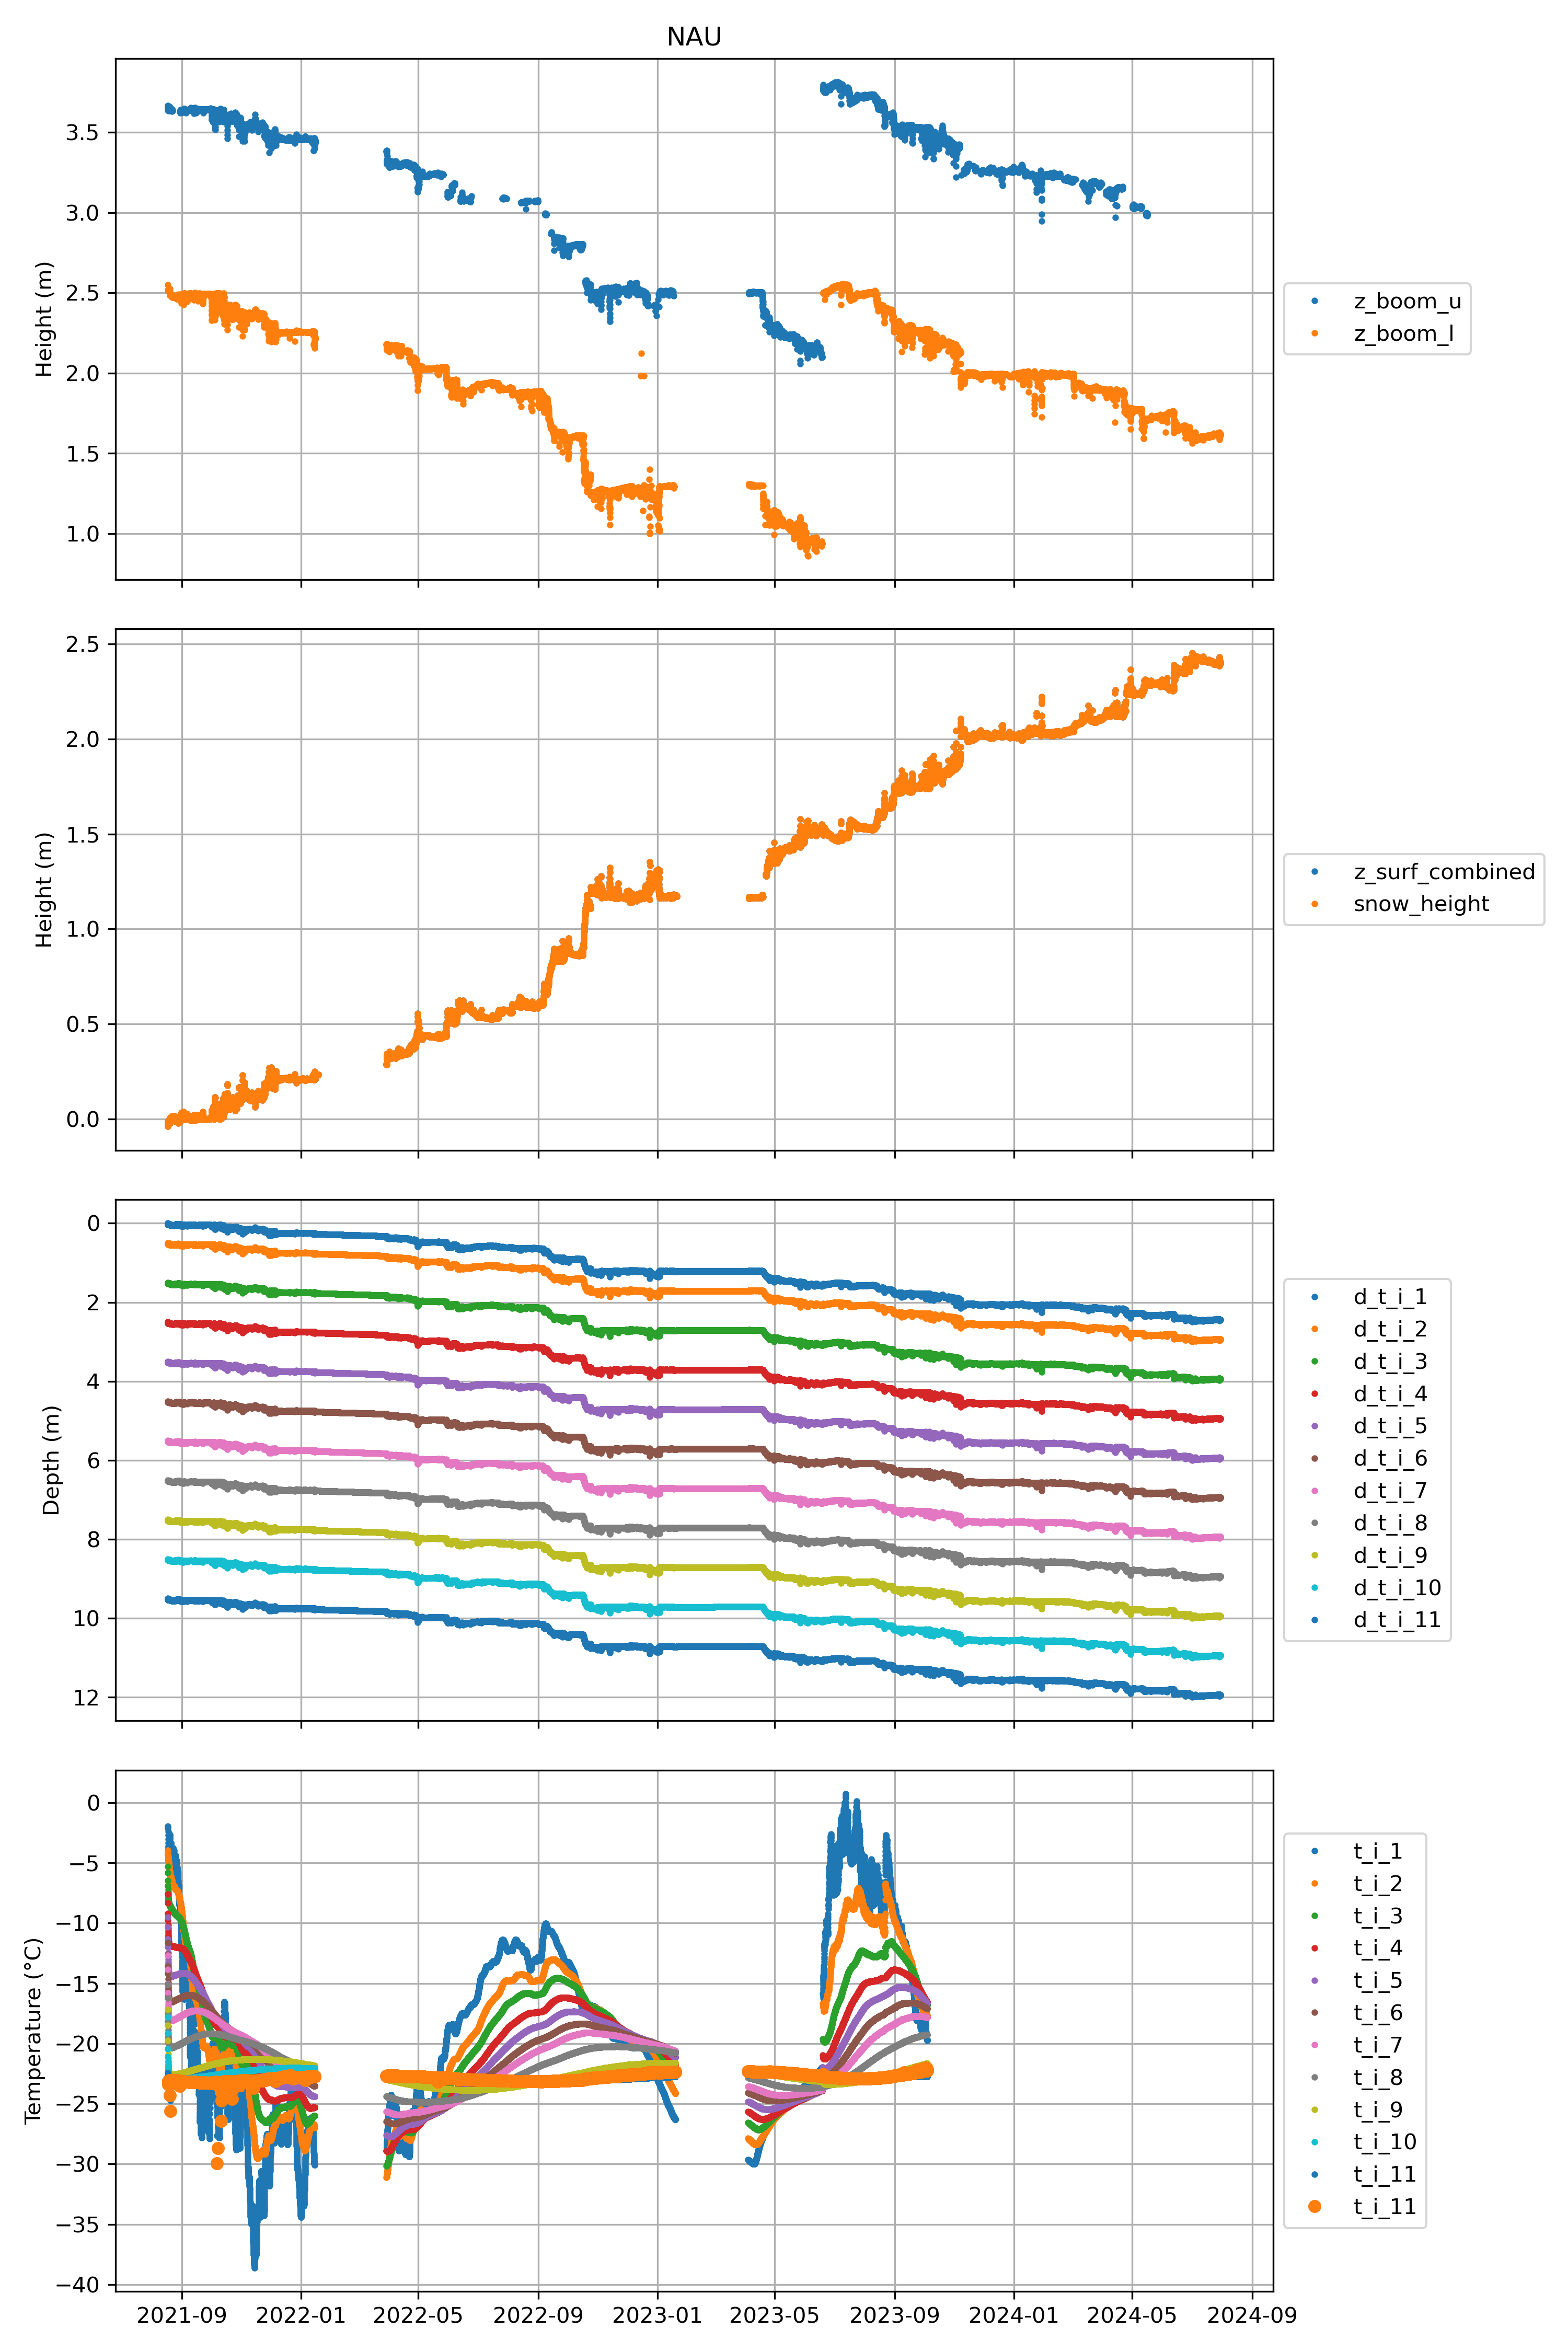 NAU
Height (m)
3.5
3.0
2.5
2.0
1.5
1.0
z_boom_u
z_boom_l
Height (m)
2.5
2.0
1.5
1.0
0.5
0.0
z_surf_combined
snow_height
Depth (m)
0
2
4
6
8
10
12
d_t_i_1
d_t_i_2
d_t_i_3
d_t_i_4
d_t_i_5
d_t_i_6
d_t_i_7
d_t_i_8
d_t_i_9
d_t_i_10
d_t_i_11
Temperature (°C)
0
−5
−10
−15
−20
−25
−30
−35
−40
t_i_1
t_i_2
t_i_3
t_i_4
t_i_5
t_i_6
t_i_7
t_i_8
t_i_9
t_i_10
t_i_11
t_i_11
2021-09 2022-01 2022-05 2022-09 2023-01 2023-05 2023-09 2024-01 2024-05 2024-09